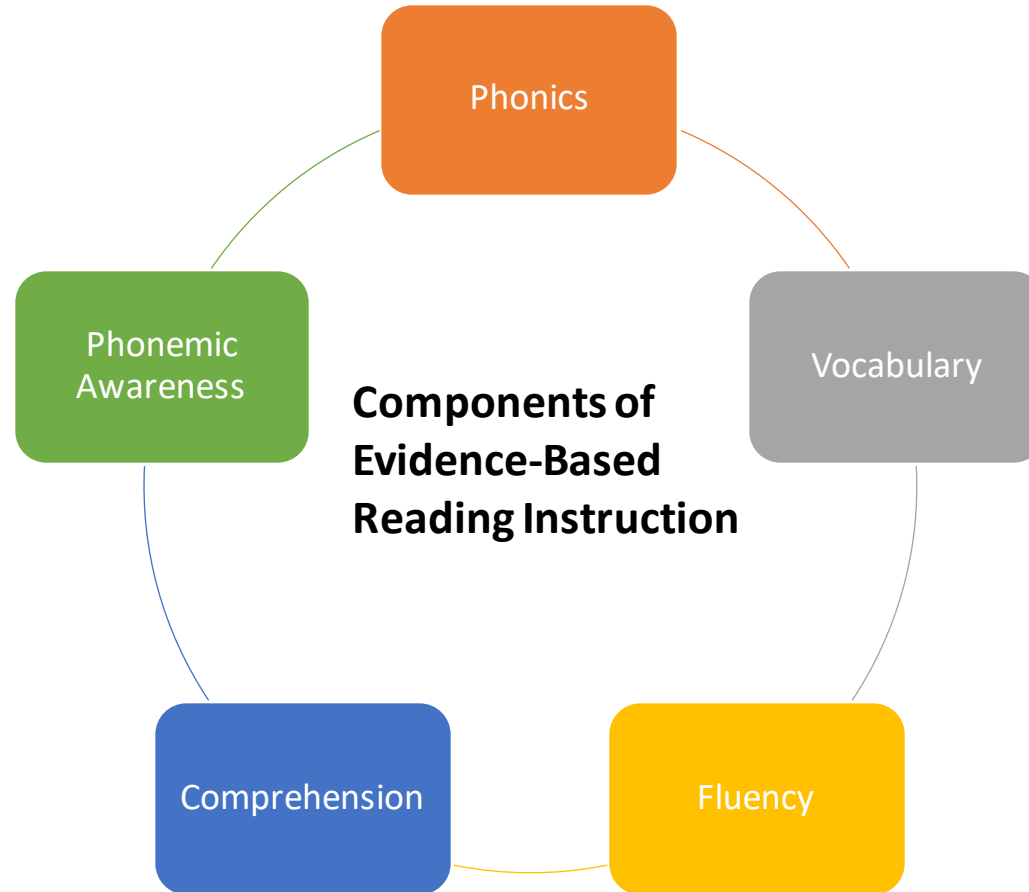 Phonics
Phonemic
Awareness
Vocabulary
Components of
Evidence-Based
Reading Instruction
Comprehension
Fluency